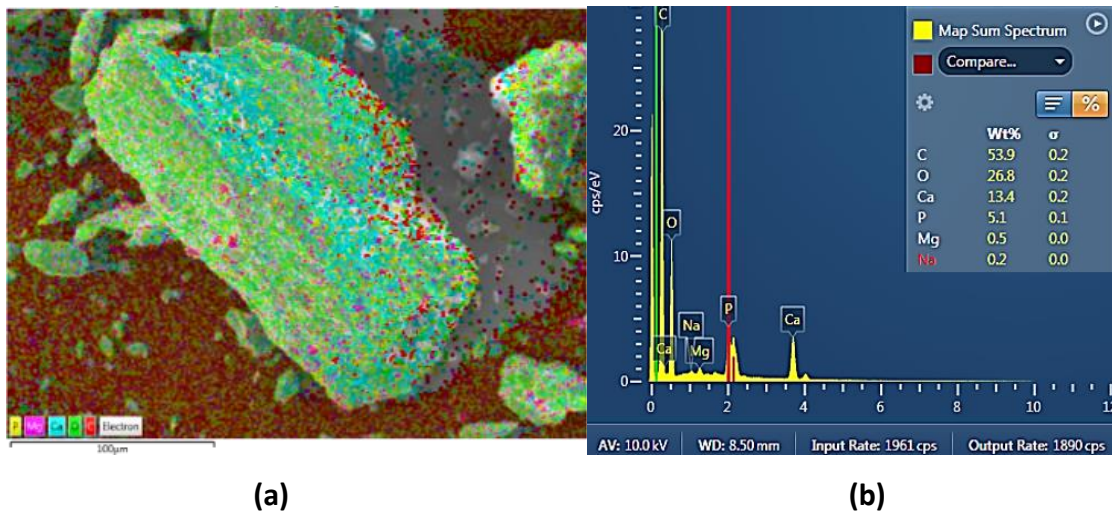 P Mg Ca O C Electron
100µm
(a)
C
O
Na
Ca
Mg
P
Ca
cps/eV
20
10
0
0 2 4 6 8 10 12
Map Sum Spectrum
Compare...
%
Wt% σ
C 53.9 0.2
O 26.8 0.2
Ca 13.4 0.2
P 5.1 0.1
Mg 0.5 0.0
Na 0.2 0.0
AV: 10.0 kV WD: 8.50 mm Input Rate: 1961 cps Output Rate: 1890 cps
(b)